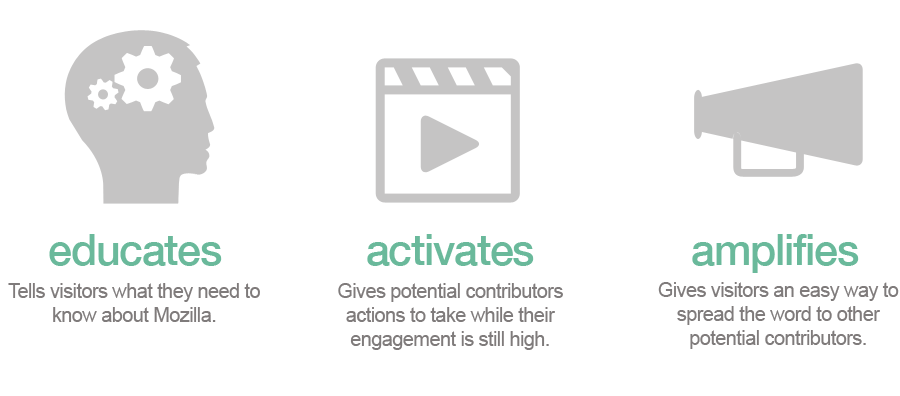 educates
Tells visitors what they need to
know about Mozilla.
activates
Gives potential contributors
actions to take while their
engagement is still high.
amplifies
Gives visitors an easy way to
spread the word to other
potential contributors.